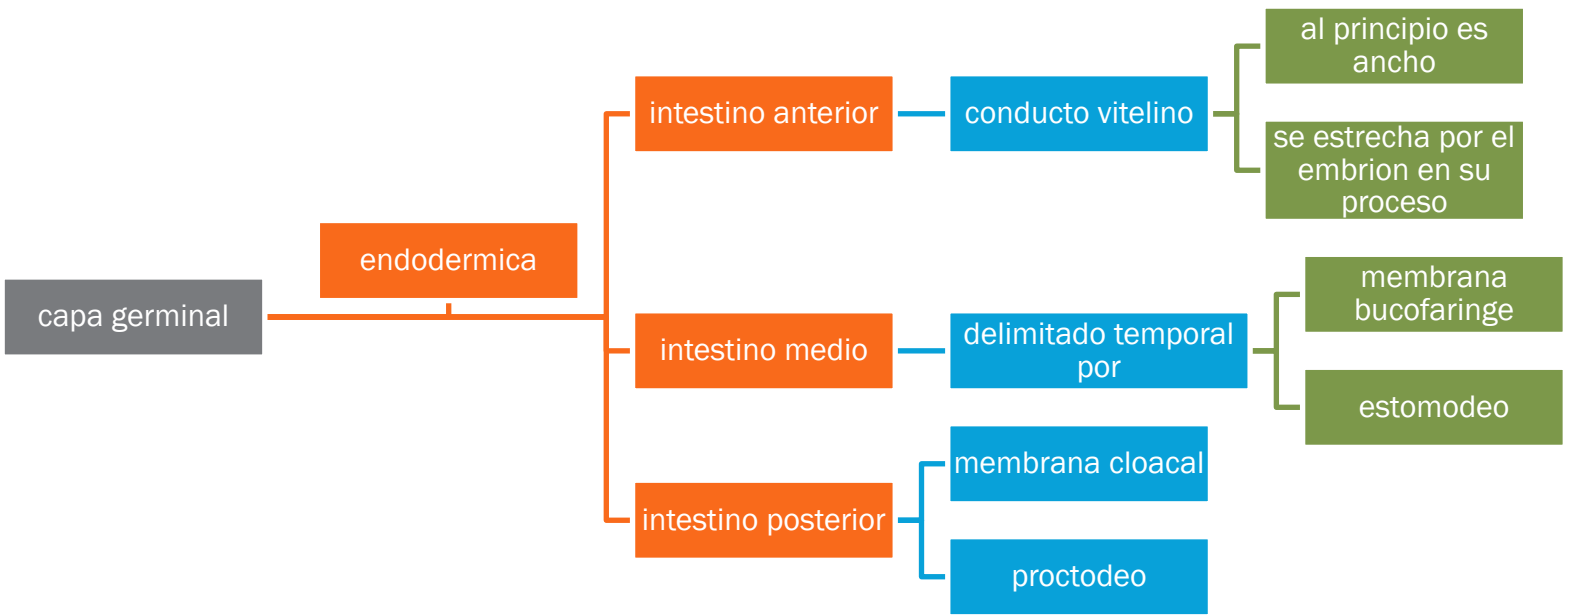 capa germinal
endodermica
intestino anterior
conducto vitelino
al principio es
ancho
se estrecha por el
embrion en su
proceso
intestino medio
delimitado temporal
por
membrana
bucofaringe
estomodeo
intestino posterior
membrana cloacal
proctodeo